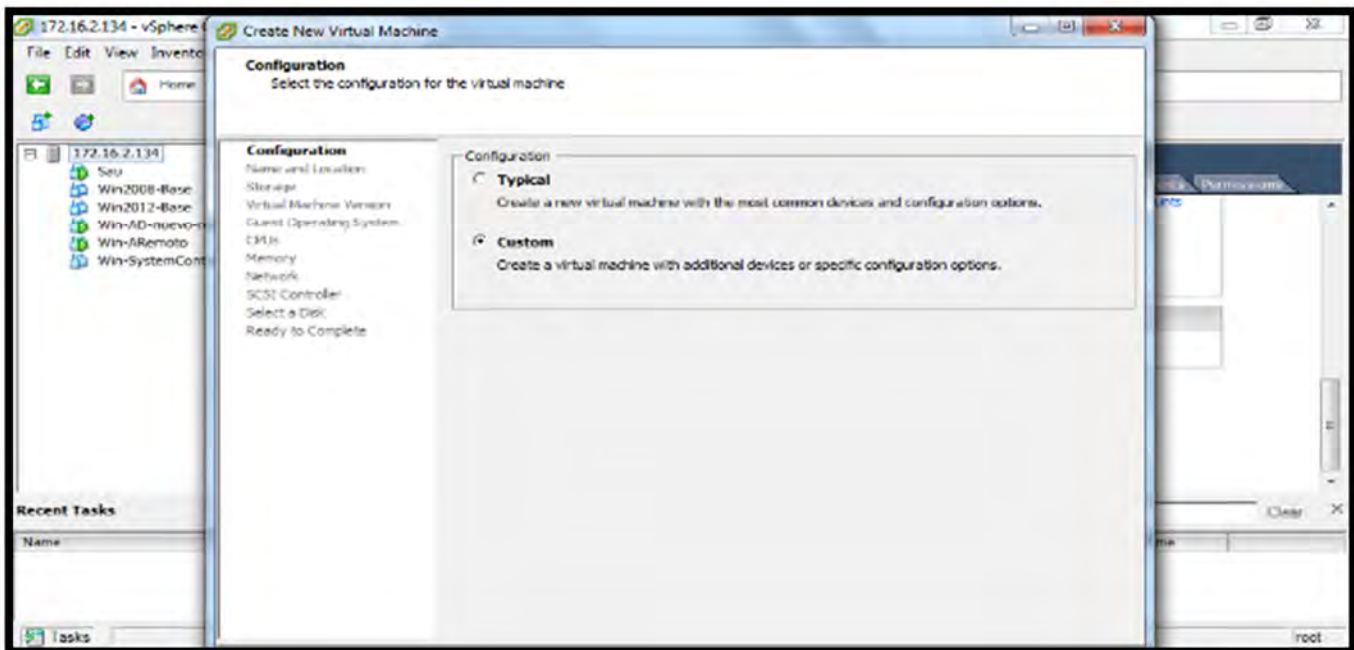 172.16.2.134 - vSphere
Create New Virtual Machine
File Edit View Invento
Home
Configuration
Select the configuration for the virtual machine
172.16.2.134
Seu
Win2008-Base
Win2012-Base
Win-AD-nuevo-
Win-ARemoto
Win-SystemCont
Configuration
Name and Location
Storage
Virtual Machine Version
Guest Operating System
CPUs
Memory
Network
SCSI Controller
Select a Disk
Ready to Complete
Configuration
Typical
Create a new virtual machine with the most common devices and configuration options.
Custom
Create a virtual machine with additional devices or specific configuration options.
Permissions
Recent Tasks
Clear
Name
Tasks
root